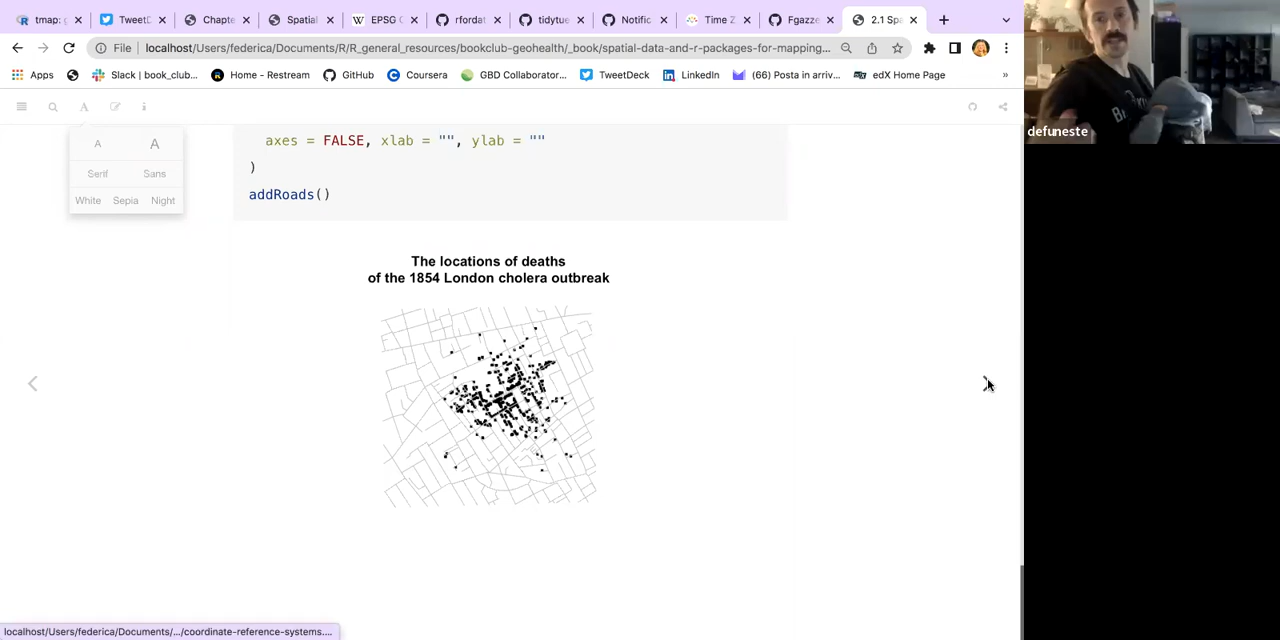 tmap: g
TweetD
Chapte
Spatial
EPSG G
rfordat
tidytue
Notific
Time Z
Fgazze
2.1 Spa
File
localhost/Users/federica/Documents/R/R_general_resources/bookclub-geohealth/_book/spatial-data-and-r-packages-for-mapping...
Apps
Slack | book_club...
Home - Restream
GitHub
Coursera
GBD Collaborator...
TweetDeck
LinkedIn
(66) Posta in arriv...
edX Home Page
»
defuneste
A
A A
Serif Sans
White Sepia Night
axes = FALSE, xlab = "", ylab = ""
)
addRoads()
The locations of deaths
of the 1854 London cholera outbreak
localhost/Users/federica/Documents/.../coordinate-reference-systems....